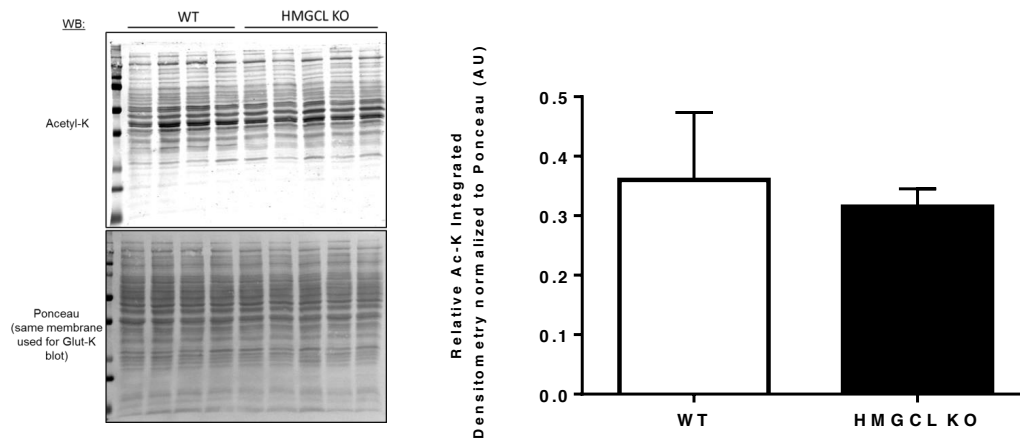 WB:
WT
HMGCL KO
Acetyl-K
Ponceau
(same membrane
used for Glut-K
blot)
Relative Ac-K Integrated
Densitometry normalized to Ponceau (AU)
0.5
0.4
0.3
0.2
0.1
0.0
WT
HMGCL KO